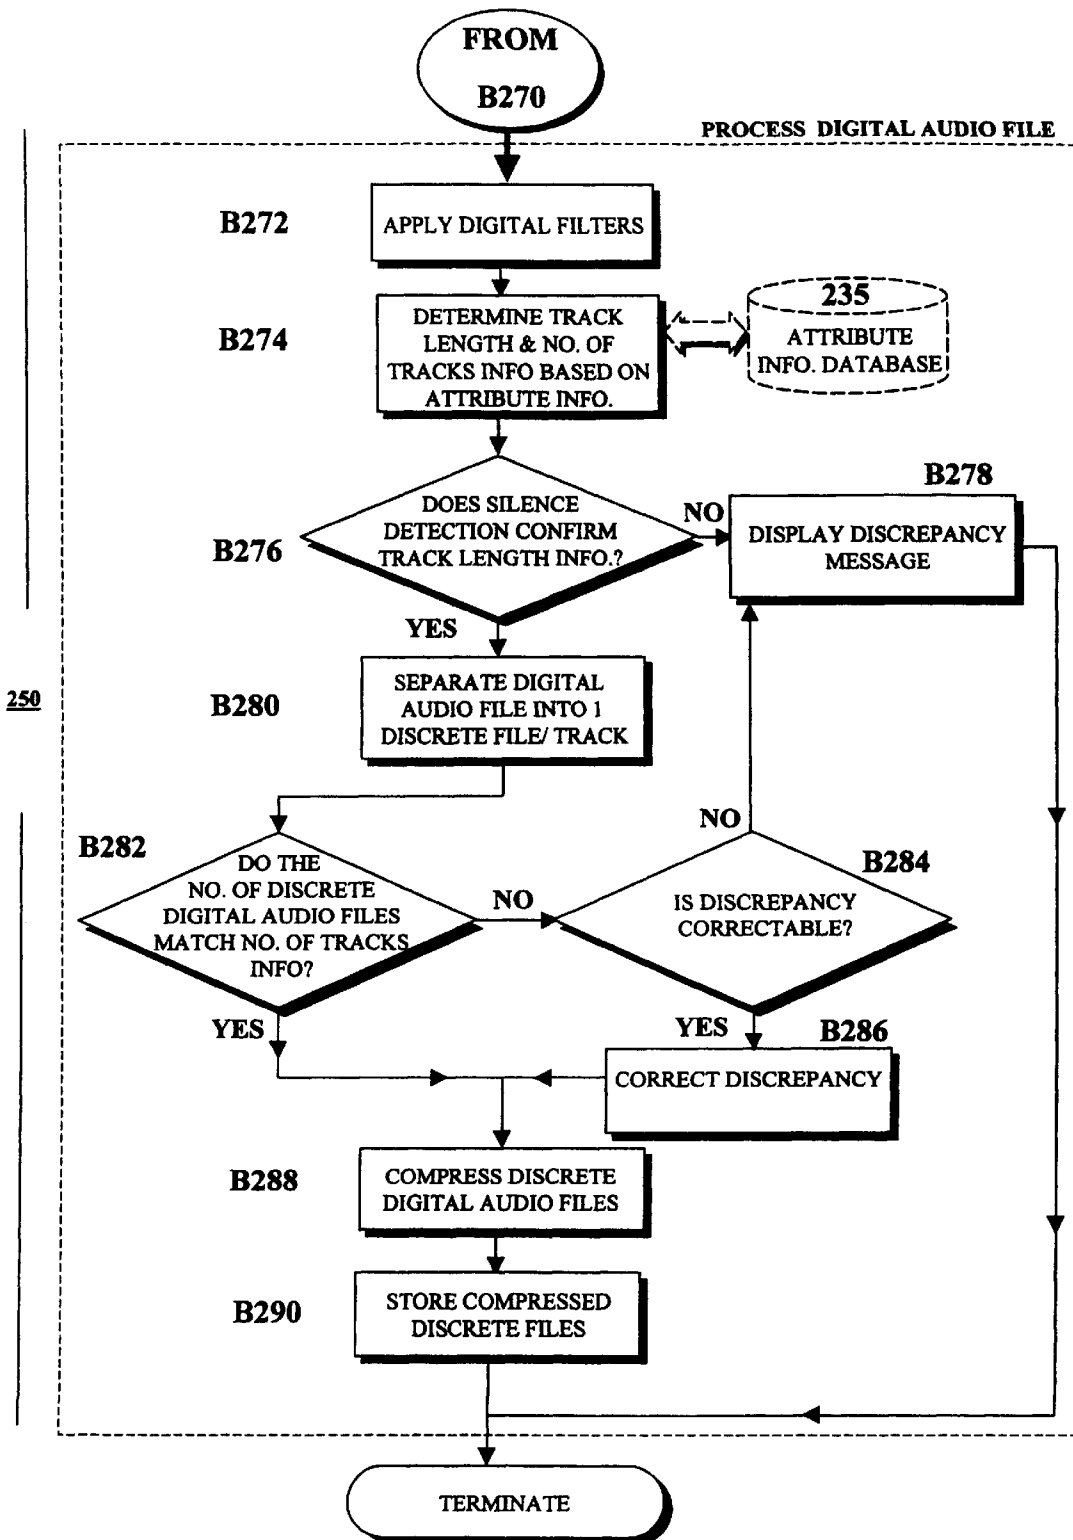 FROM
B270
PROCESS DIGITAL AUDIO FILE
B272
APPLY DIGITAL FILTERS
B274
DETERMINE TRACK
LENGTH & NO. OF
TRACKS INFO BASED ON
ATTRIBUTE INFO.
235
ATTRIBUTE
INFO. DATABASE
B276
DOES SILENCE
DETECTION CONFIRM
TRACK LENGTH INFO.?
NO
B278
DISPLAY DISCREPANCY
MESSAGE
YES
250
B280
SEPARATE DIGITAL
AUDIO FILE INTO 1
DISCRETE FILE/ TRACK
B282
DO THE
NO. OF DISCRETE
DIGITAL AUDIO FILES
MATCH NO. OF TRACKS
INFO?
NO
NO
B284
IS DISCREPANCY
CORRECTABLE?
YES
YES
B286
CORRECT DISCREPANCY
B288
COMPRESS DISCRETE
DIGITAL AUDIO FILES
B290
STORE COMPRESSED
DISCRETE FILES
TERMINATE